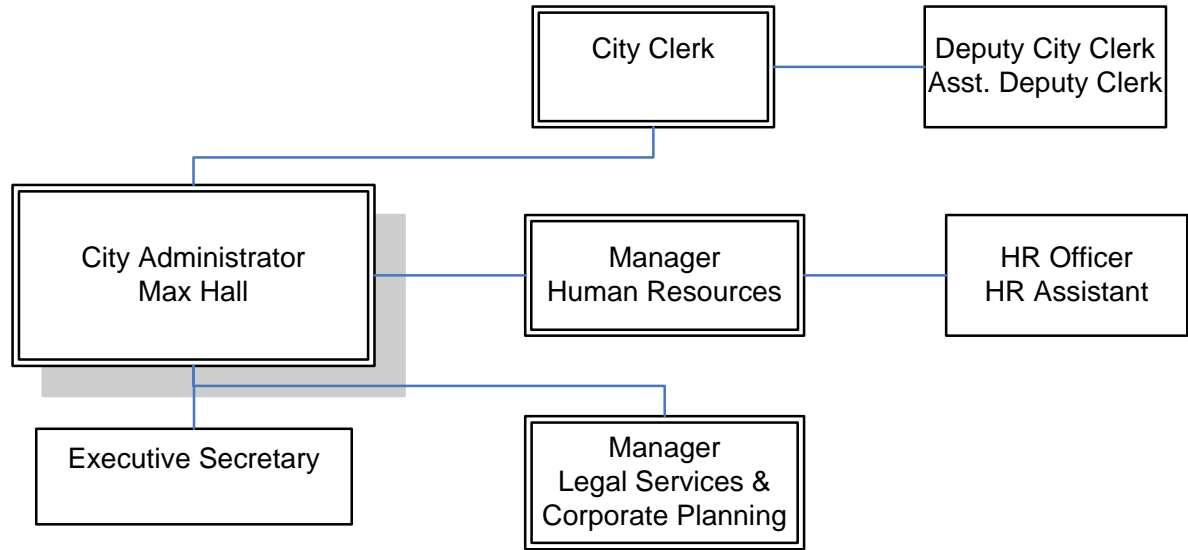 City Clerk
Deputy City Clerk
Asst. Deputy Clerk
City Administrator
Max Hall
Manager
Human Resources
HR Officer
HR Assistant
Executive Secretary
Manager
Legal Services &
Corporate Planning